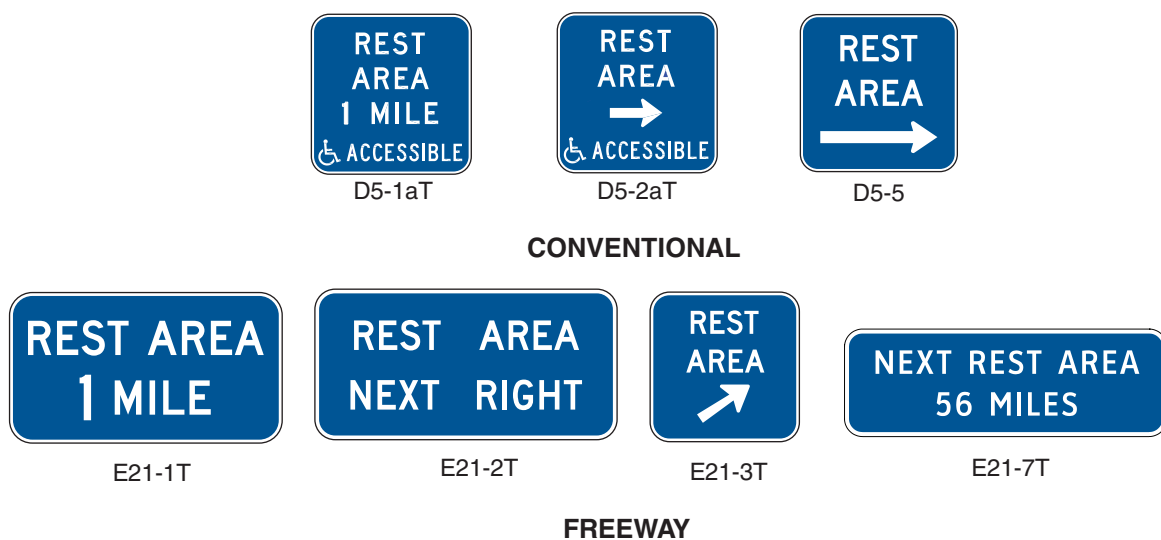 REST
AREA
1 MILE
ACCESSIBLE
D5-1aT
REST
AREA
ACCESSIBLE
D5-2aT
REST
AREA
D5-5
CONVENTIONAL
REST AREA
1 MILE
E21-1T
REST AREA
NEXT RIGHT
E21-2T
REST
AREA
E21-3T
NEXT REST AREA
56 MILES
E21-7T
FREEWAY